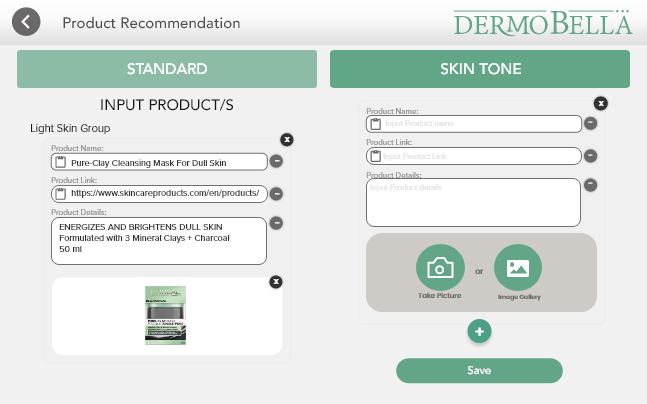 Product Recommendation
DERMOBELLA
STANDARD
SKIN TONE
INPUT PRODUCT/S
Light Skin Group
x
Product Name:
Pure-Clay Cleansing Mask For Dull Skin
Product Link:
https://www.skincareproducts.com/en/products/
Product Details:
ENERGIZES AND BRIGHTENS DULL SKIN
Formulated with 3 Mineral Clays + Charcoal
50 ml
x
x
Product Name:
Input Product name
Product Link:
Input Product Link
Product Details:
Input Product details
Take Picture
or
Image Gallery
+
Save